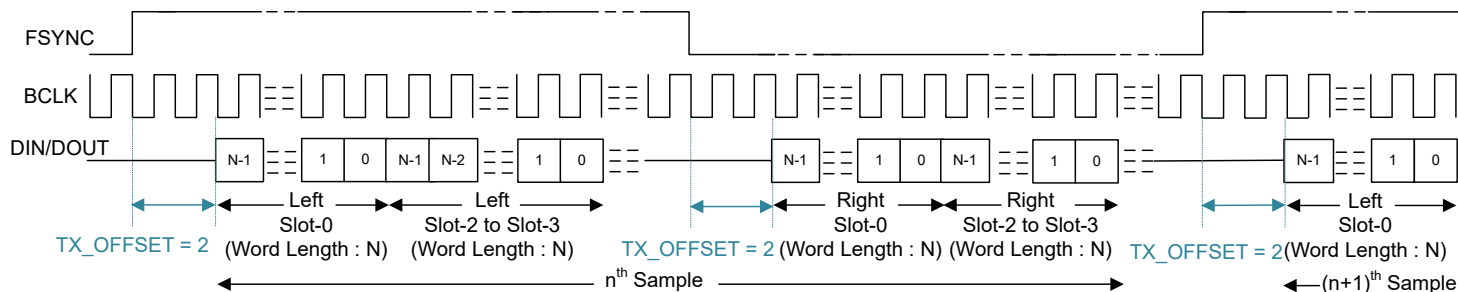 FSYNC
BCLK
DIN/DOUT
N-1 1 0 N-1 N-2 1 0 N-1 1 0 N-1 1 0 N-1 1 0
Left Left Right Right Left
Slot-0 Slot-2 to Slot-3 Slot-0 Slot-2 to Slot-3 Slot-0
TX_OFFSET = 2 (Word Length : N) (Word Length : N) TX_OFFSET = 2 (Word Length : N) (Word Length : N) TX_OFFSET = 2 (Word Length : N)
nth Sample (n+1)th Sample